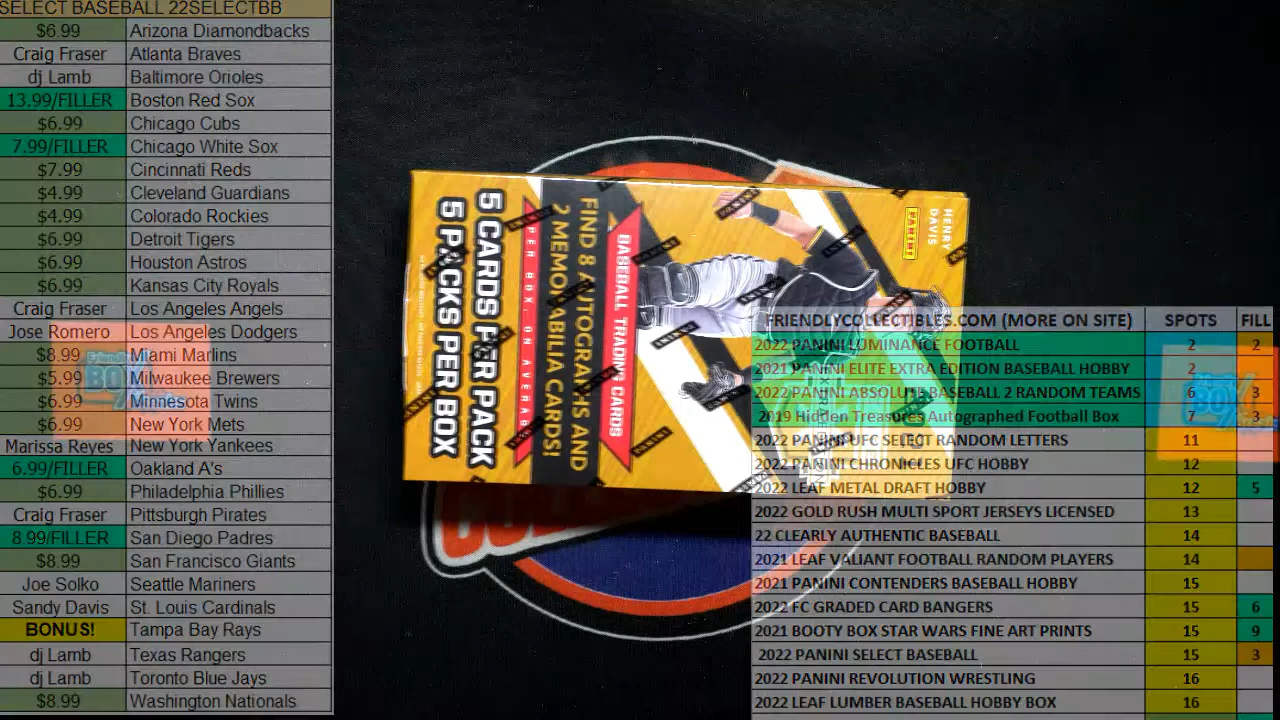 SELECT BASEBALL 22SELECTBB
$6.99 Arizona Diamondbacks
Craig Fraser Atlanta Braves
dj Lamb Baltimore Orioles
13.99/FILLER Boston Red Sox
$6.99 Chicago Cubs
7.99/FILLER Chicago White Sox
$7.99 Cincinnati Reds
$4.99 Cleveland Guardians
$4.99 Colorado Rockies
$6.99 Detroit Tigers
$6.99 Houston Astros
$6.99 Kansas City Royals
Craig Fraser Los Angeles Angels
Jose Romero Los Angeles Dodgers
$8.99 Miami Marlins
$5.99 Milwaukee Brewers
$6.99 Minnesota Twins
$6.99 New York Mets
Marissa Reyes New York Yankees
6.99/FILLER Oakland A's
$6.99 Philadelphia Phillies
Craig Fraser Pittsburgh Pirates
8.99/FILLER San Diego Padres
$8.99 San Francisco Giants
Joe Solko Seattle Mariners
Sandy Davis St. Louis Cardinals
BONUS! Tampa Bay Rays
dj Lamb Texas Rangers
dj Lamb Toronto Blue Jays
$8.99 Washington Nationals
HENRY
DAVIS
PANINI
BASEBALL TRADING CARDS
FIND 8 AUTOGRAPHS AND
2 MEMORABILIA CARDS!
PER BOX, ON AVERAGE
5 CARDS PER PACK
5 PACKS PER BOX
FRIENDLYCOLLECTIBLES.COM (MORE ON SITE) SPOTS FILL
2022 PANINI LUMINANCE FOOTBALL 2 2
2021 PANINI ELITE EXTRA EDITION BASEBALL HOBBY 2
2022 PANINI ABSOLUTE BASEBALL 2 RANDOM TEAMS 6 3
2019 Hidden Treasures Autographed Football Box 7 3
2022 PANINI UFC SELECT RANDOM LETTERS 11
2022 PANINI CHRONICLES UFC HOBBY 12
2022 LEAF METAL DRAFT HOBBY 12 5
2022 GOLD RUSH MULTI SPORT JERSEYS LICENSED 13
22 CLEARLY AUTHENTIC BASEBALL 14
2021 LEAF VALIANT FOOTBALL RANDOM PLAYERS 14
2021 PANINI CONTENDERS BASEBALL HOBBY 15
2022 FC GRADED CARD BANGERS 15 6
2021 BOOTY BOX STAR WARS FINE ART PRINTS 15 9
2022 PANINI SELECT BASEBALL 15 3
2022 PANINI REVOLUTION WRESTLING 16
2022 LEAF LUMBER BASEBALL HOBBY BOX 16